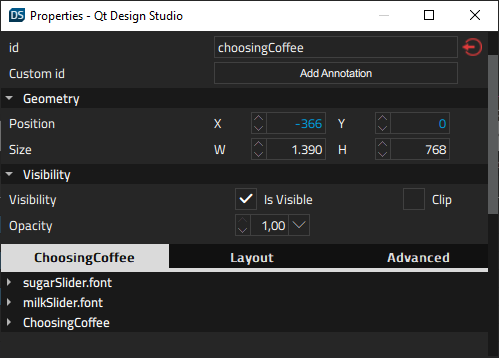 DS Properties - Qt Design Studio
id choosingCoffee
Custom id Add Annotation
Geometry
Position X -366 Y 0
Size W 1.390 H 768
Visibility
Visibility Is Visible Clip
Opacity 1,00
ChoosingCoffee Layout Advanced
sugarSlider.font
milkSlider.font
ChoosingCoffee